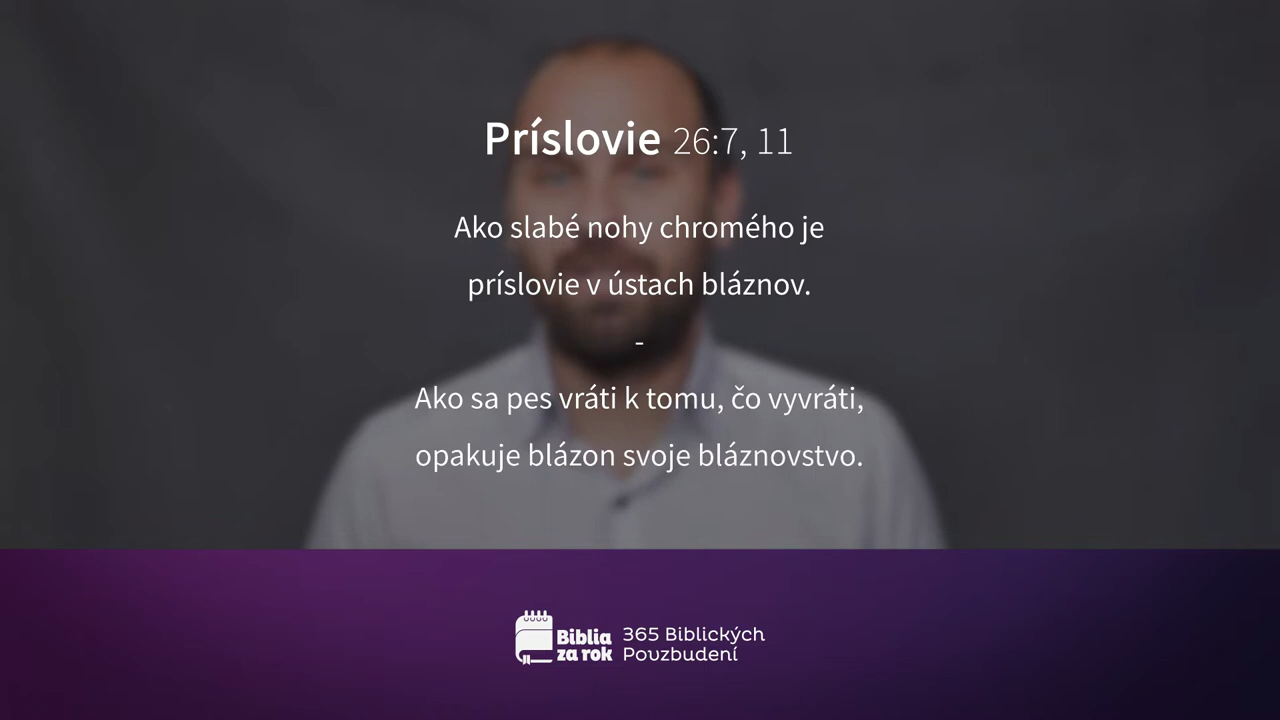 Príslovie 26:7, 11
Ako slabé nohy chromého je
príslovie v ústach bláznov.
-
Ako sa pes vráti k tomu, čo vyvráti,
opakuje blázon svoje bláznovstvo.
Biblia
za rok
365 Biblických
Povzbudení